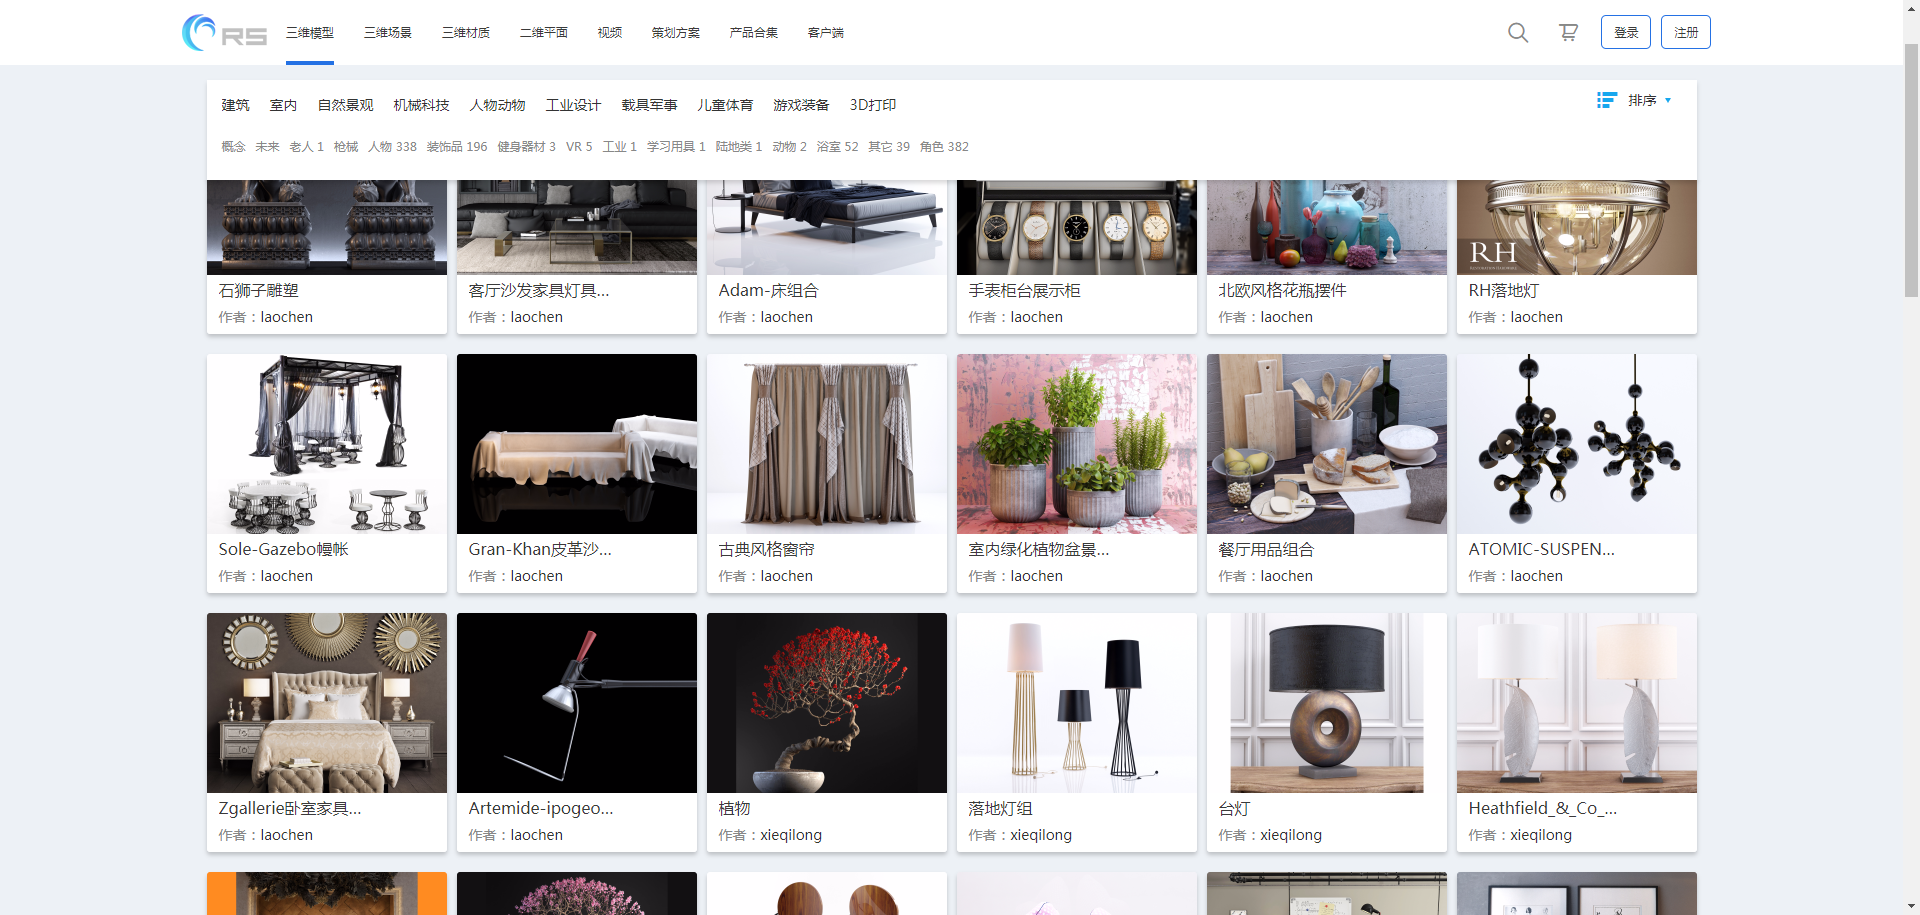 RS 三维模型 三维场景 三维材质 二维平面 视频 策划方案 产品合集 客户端 登录 注册
建筑 室内 自然景观 机械科技 人物动物 工业设计 载具军事 儿童体育 游戏装备 3D打印 排序
概念 未来 老人 1 枪械 人物 338 装饰品 196 健身器材 3 VR 5 工业 1 学习用具 1 陆地类 1 动物 2 浴室 52 其它 39 角色 382
RH
石狮子雕塑 客厅沙发家具灯具... Adam-床组合 手表柜台展示柜 北欧风格花瓶摆件 RH落地灯
作者：laochen 作者：laochen 作者：laochen 作者：laochen 作者：laochen 作者：laochen
Sole-Gazebo幔帐 Gran-Khan皮革沙... 古典风格窗帘 室内绿化植物盆景... 餐厅用品组合 ATOMIC-SUSPEN...
作者：laochen 作者：laochen 作者：laochen 作者：laochen 作者：laochen 作者：laochen
Zgallerie卧室家具... Artemide-ipogeo... 植物 落地灯组 台灯 Heathfield_&_Co_...
作者：laochen 作者：laochen 作者：xieqilong 作者：xieqilong 作者：xieqilong 作者：xieqilong